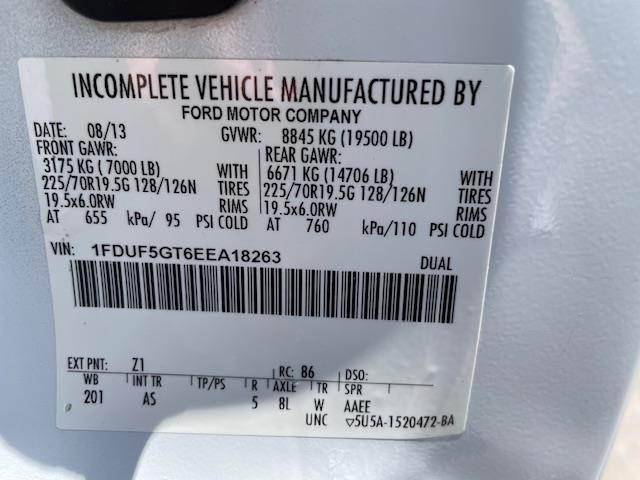 INCOMPLETE VEHICLE MANUFACTURED BY
FORD MOTOR COMPANY
DATE: 08/13 GVWR: 8845 KG (19500 LB)
FRONT GAWR: REAR GAWR:
3175 KG ( 7000 LB) WITH 6671 KG (14706 LB) WITH
225/70R19.5G 128/126N TIRES 225/70R19.5G 128/126N TIRES
19.5x6.0RW RIMS 19.5x6.0RW RIMS
AT 655 kPa/ 95 PSI COLD AT 760 kPa/110 PSI COLD
VIN: 1FDUF5GT6EEA18263 DUAL
EXT PNT: Z1 RC: 86 DSO:
WB INT TR TP/PS R AXLE TR SPR
201 AS 5 8L W AAEE
UNC ▽5U5A-1520472-BA